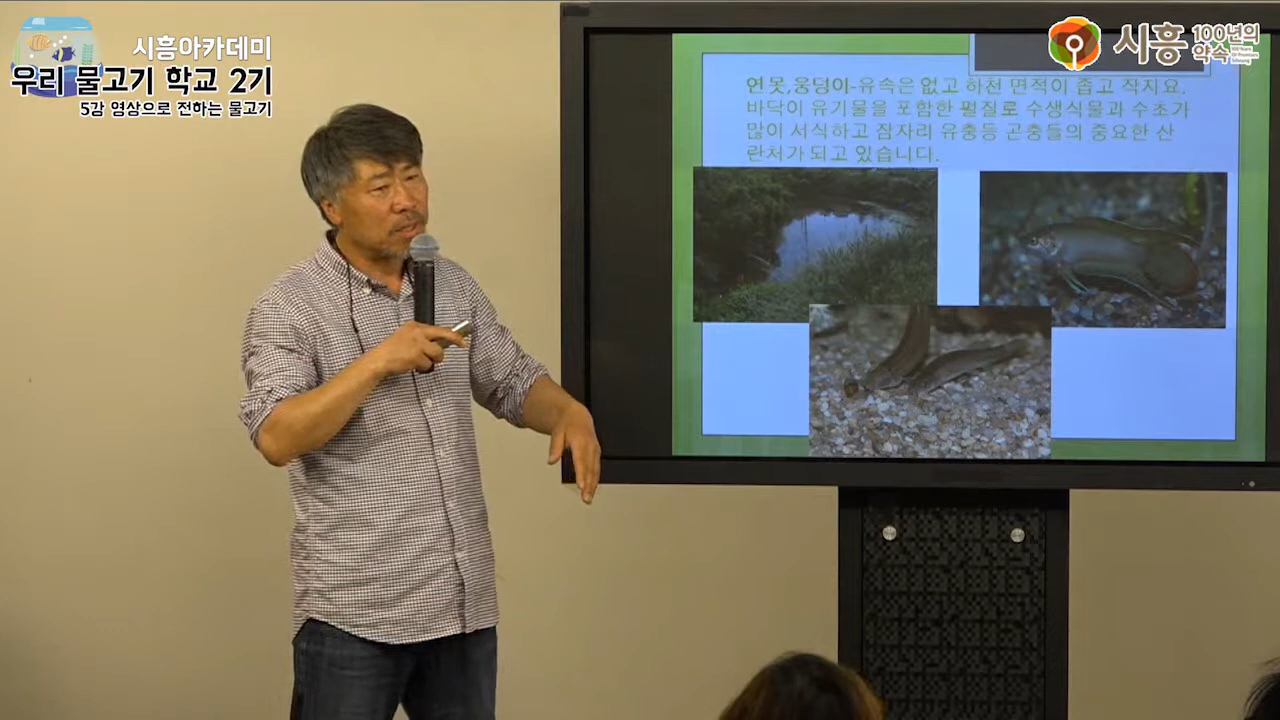 시흥아카데미
우리 물고기 학교 2기
5강 영상으로 전하는 물고기
시흥 100년의
약속
연못,웅덩이-유속은 없고 하천 면적이 좁고 작지요.
바닥이 유기물을 포함한 펄질로 수생식물과 수초가
많이 서식하고 잠자리 유충등 곤충들의 중요한 산
란처가 되고 있습니다.